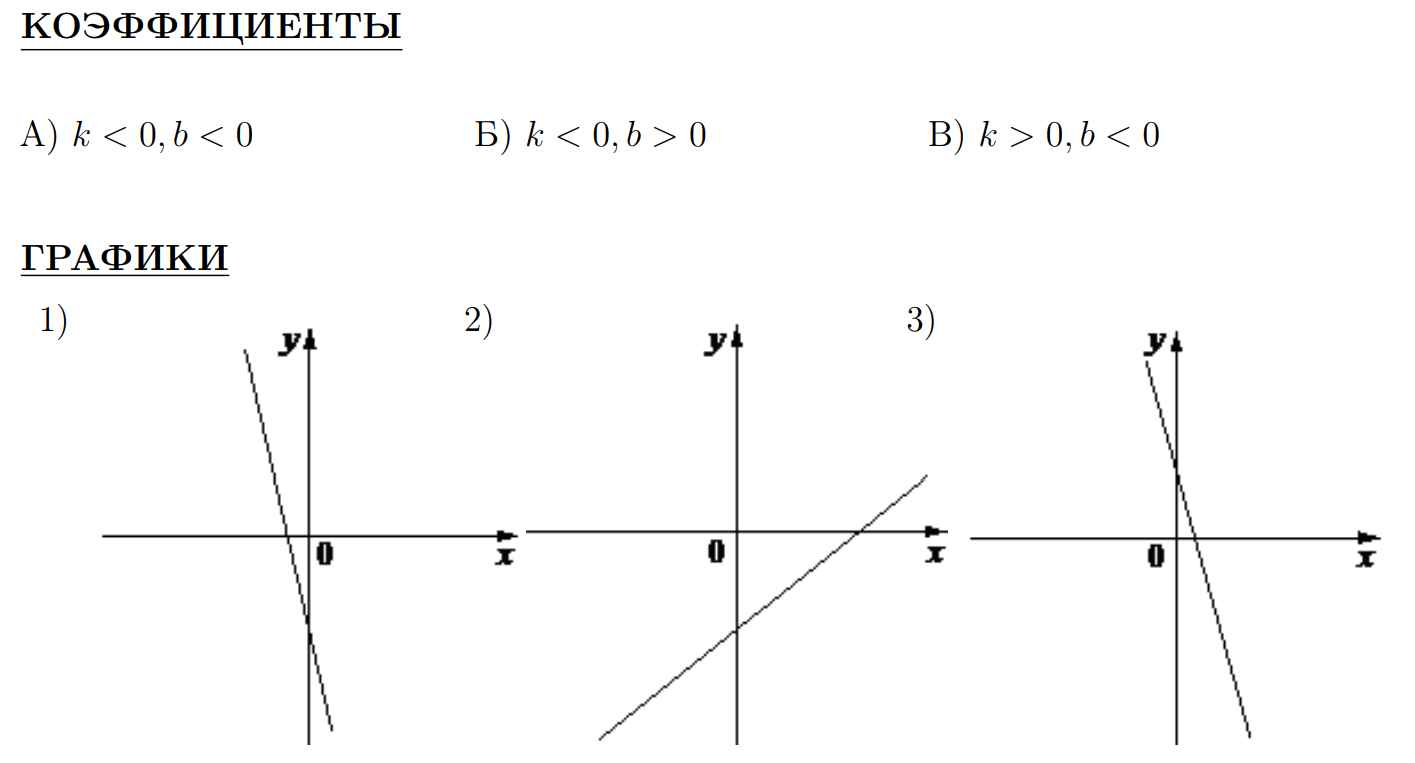 КОЭФФИЦИЕНТЫ
А) k < 0, b < 0 Б) k < 0, b > 0 В) k > 0, b < 0
ГРАФИКИ
1) 2) 3)
y y y
0 0 0
x x x